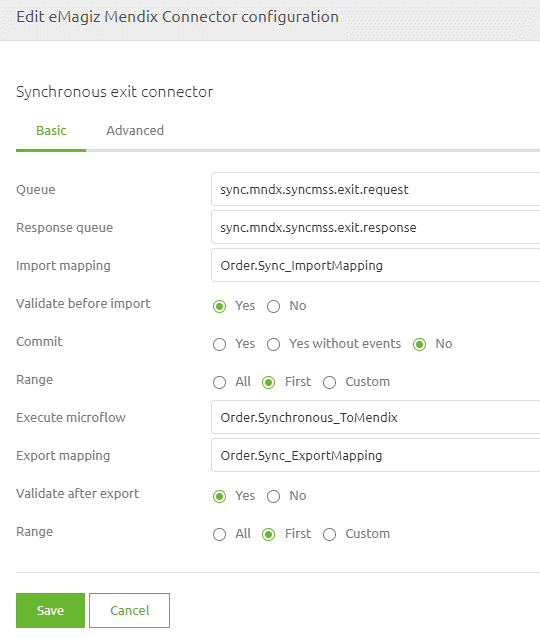 Edit eMagiz Mendix Connector configuration
Synchronous exit connector
Basic Advanced
Queue sync.mndx.syncmss.exit.request
Response queue sync.mndx.syncmss.exit.response
Import mapping Order.Sync_ImportMapping
Validate before import Yes No
Commit Yes Yes without events No
Range All First Custom
Execute microflow Order.Synchronous_ToMendix
Export mapping Order.Sync_ExportMapping
Validate after export Yes No
Range All First Custom
Save Cancel